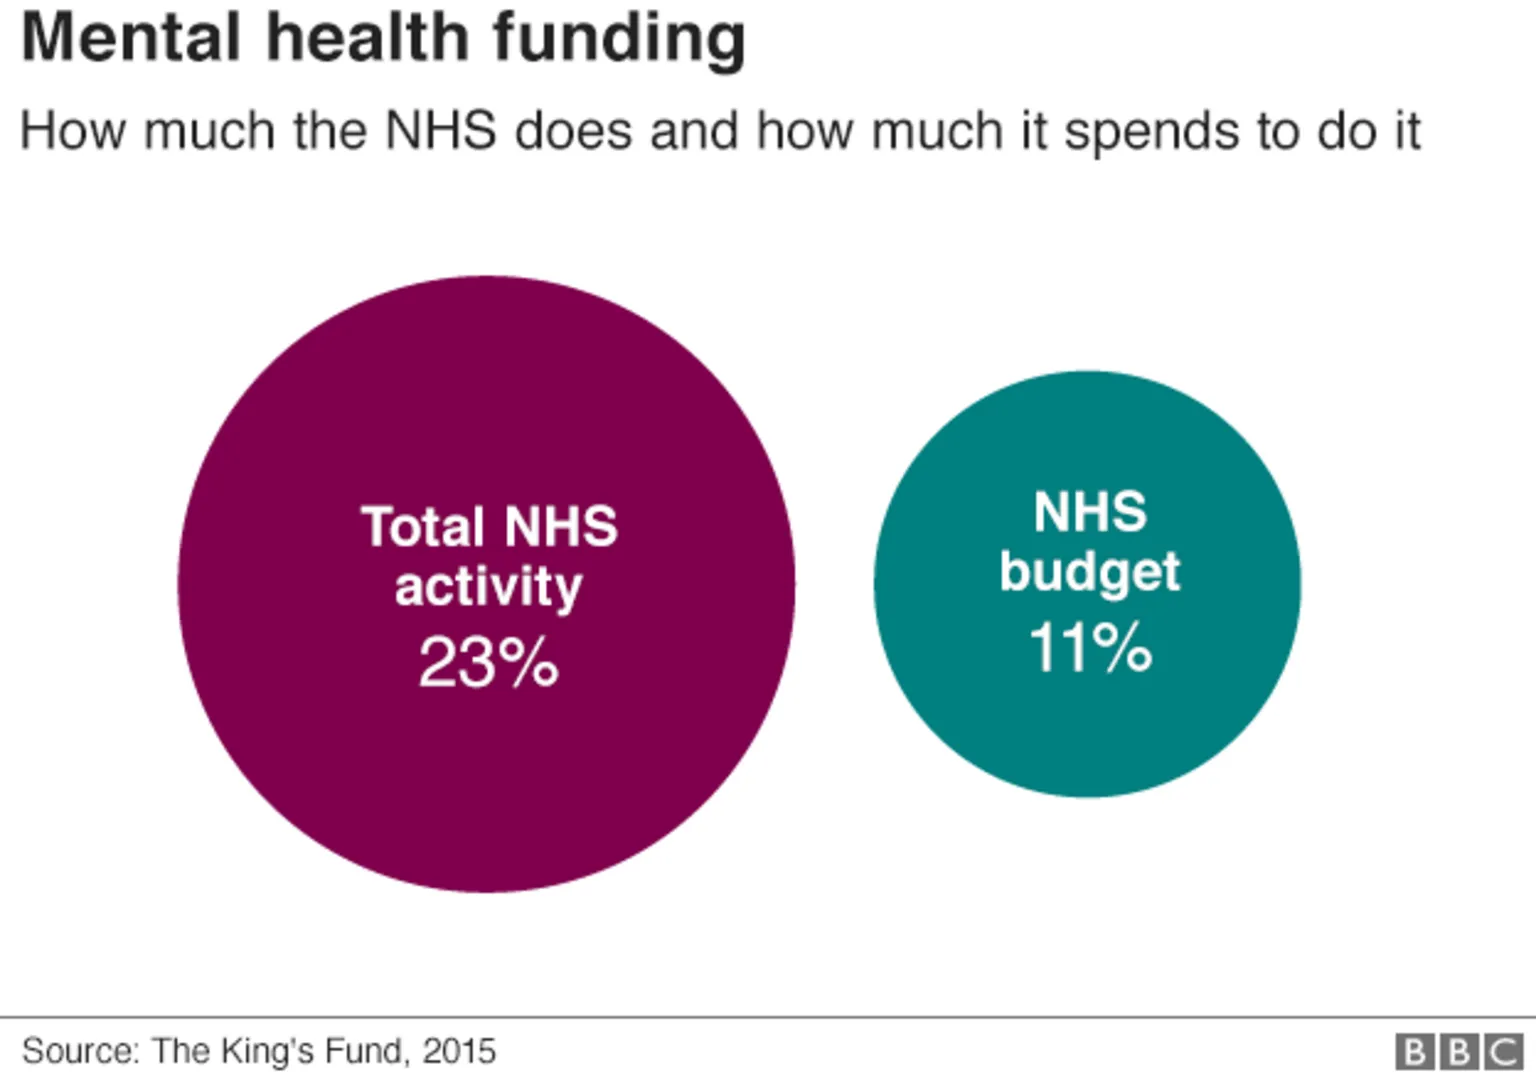 Mental health funding
How much the NHS does and how much it spends to do it
Total NHS
activity
23%
NHS
budget
11%
Source: The King's Fund, 2015
BBC